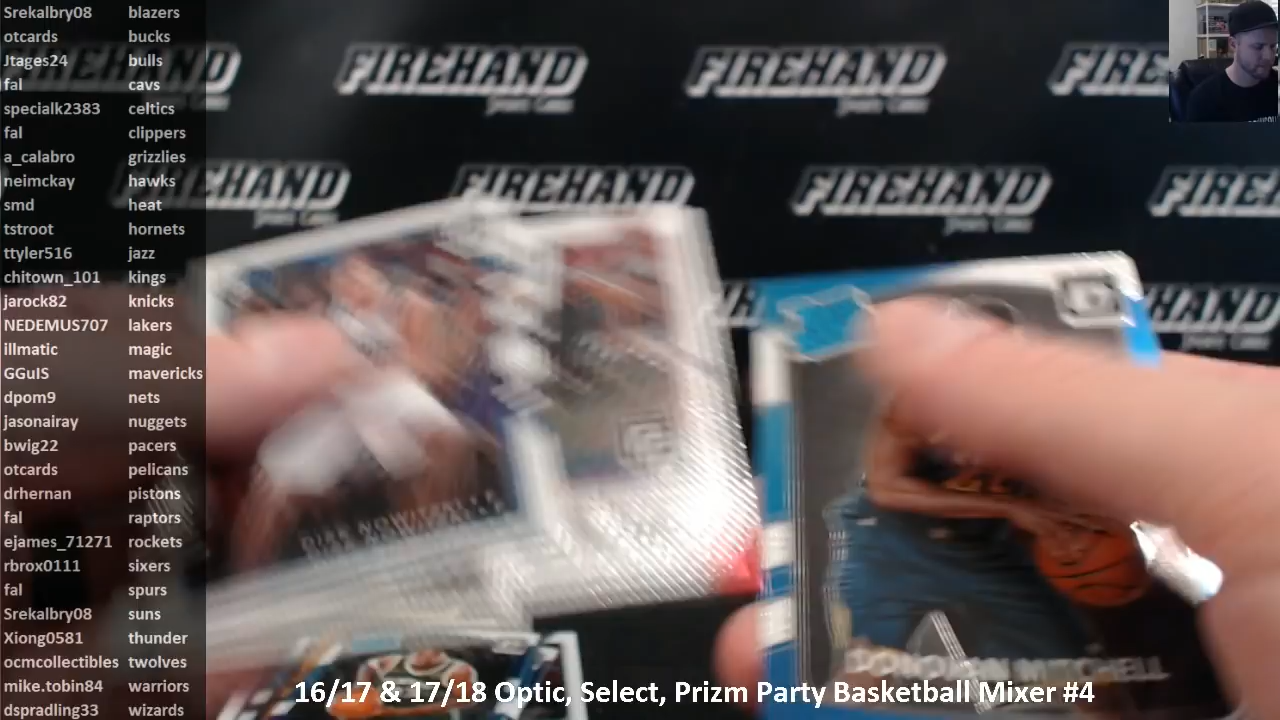 Srekalbry08 blazers
otcards bucks
Jtages24 bulls
fal cavs
specialk2383 celtics
fal clippers
a_calabro grizzlies
neimckay hawks
smd heat
tstroot hornets
ttyler516 jazz
chitown_101 kings
jarock82 knicks
NEDEMUS707 lakers
illmatic magic
GGuIS mavericks
dpom9 nets
jasonairay nuggets
bwig22 pacers
otcards pelicans
drhernan pistons
fal raptors
ejames_71271 rockets
rbrox0111 sixers
fal spurs
Srekalbry08 suns
Xiong0581 thunder
ocmcollectibles twolves
mike.tobin84 warriors
dspradling33 wizards
FIREHAND FIREHAND FIREHAND FIREHAND
FIREHAND FIREHAND FIREHAND FIREHAND
DIRK NOWITZKI
DONOVAN MITCHELL
16/17 & 17/18 Optic, Select, Prizm Party Basketball Mixer #4